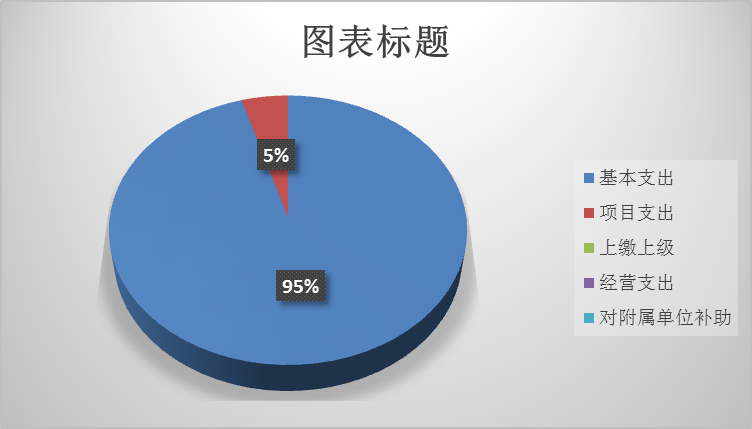 图表标题
5%
95%
基本支出
项目支出
上缴上级
经营支出
对附属单位补助